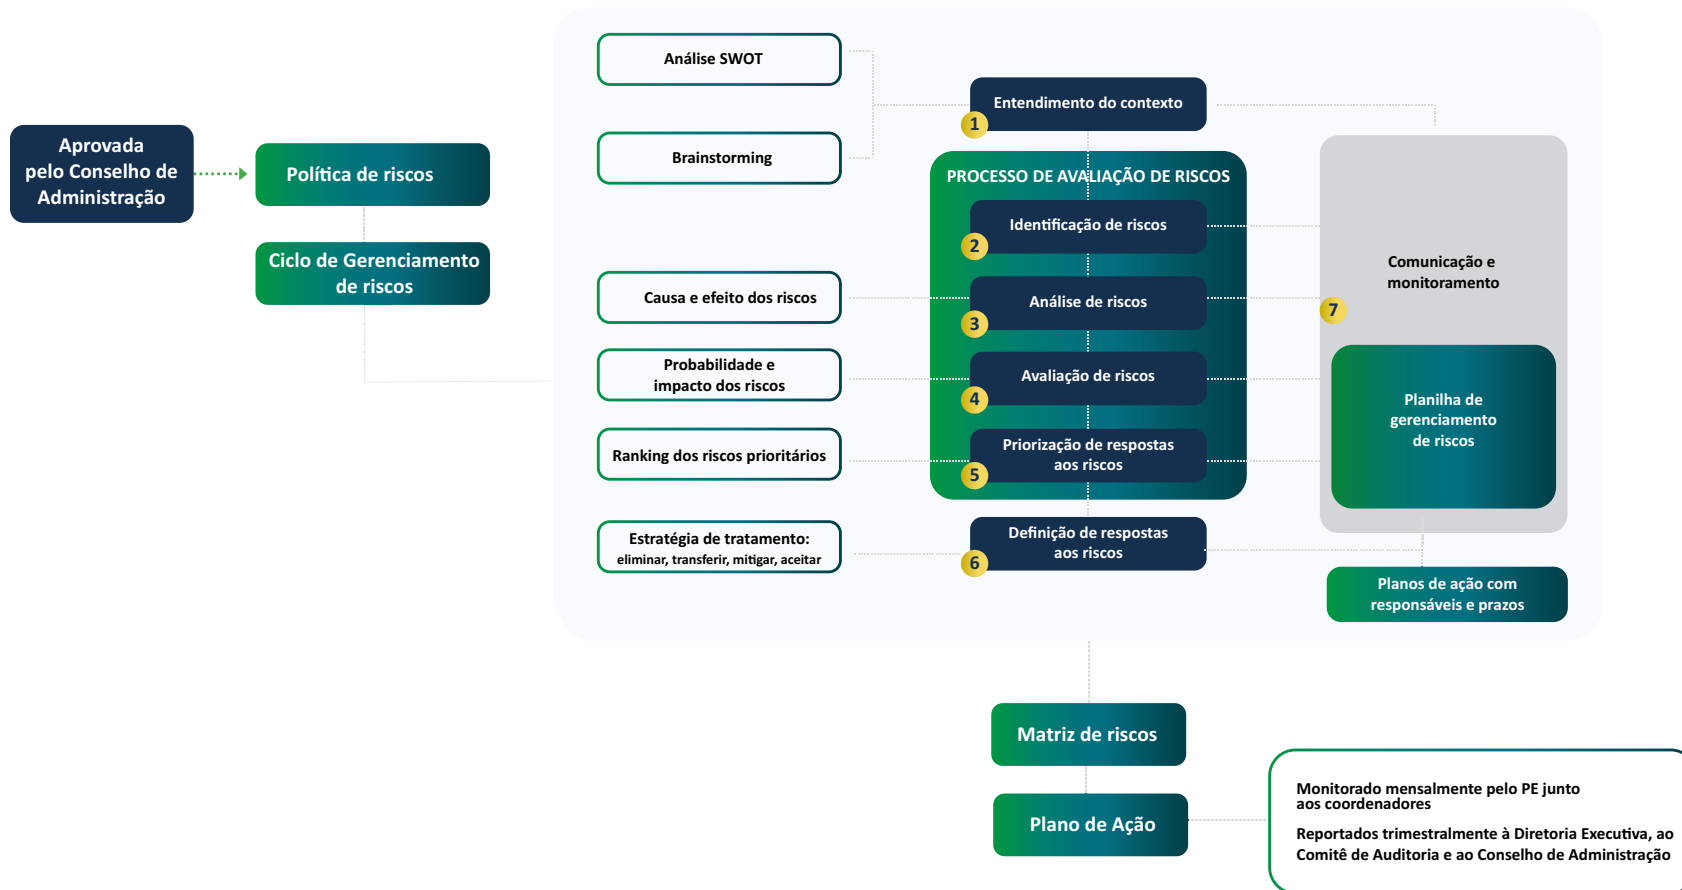 Aprovada
pelo Conselho de
Administração
Política de riscos
Ciclo de Gerenciamento
de riscos
Análise SWOT
Brainstorming
Entendimento do contexto
1
PROCESSO DE AVALIAÇÃO DE RISCOS
Identificação de riscos
2
Causa e efeito dos riscos
Análise de riscos
3
Probabilidade e
impacto dos riscos
Avaliação de riscos
4
Ranking dos riscos prioritários
Priorização de respostas
aos riscos
5
Estratégia de tratamento:
eliminar, transferir, mitigar, aceitar
Definição de respostas
aos riscos
6
Comunicação e
monitoramento
7
Planilha de
gerenciamento
de riscos
Planos de ação com
responsáveis e prazos
Matriz de riscos
Plano de Ação
Monitorado mensalmente pelo PE junto
aos coordenadores
Reportados trimestralmente à Diretoria Executiva, ao
Comitê de Auditoria e ao Conselho de Administração